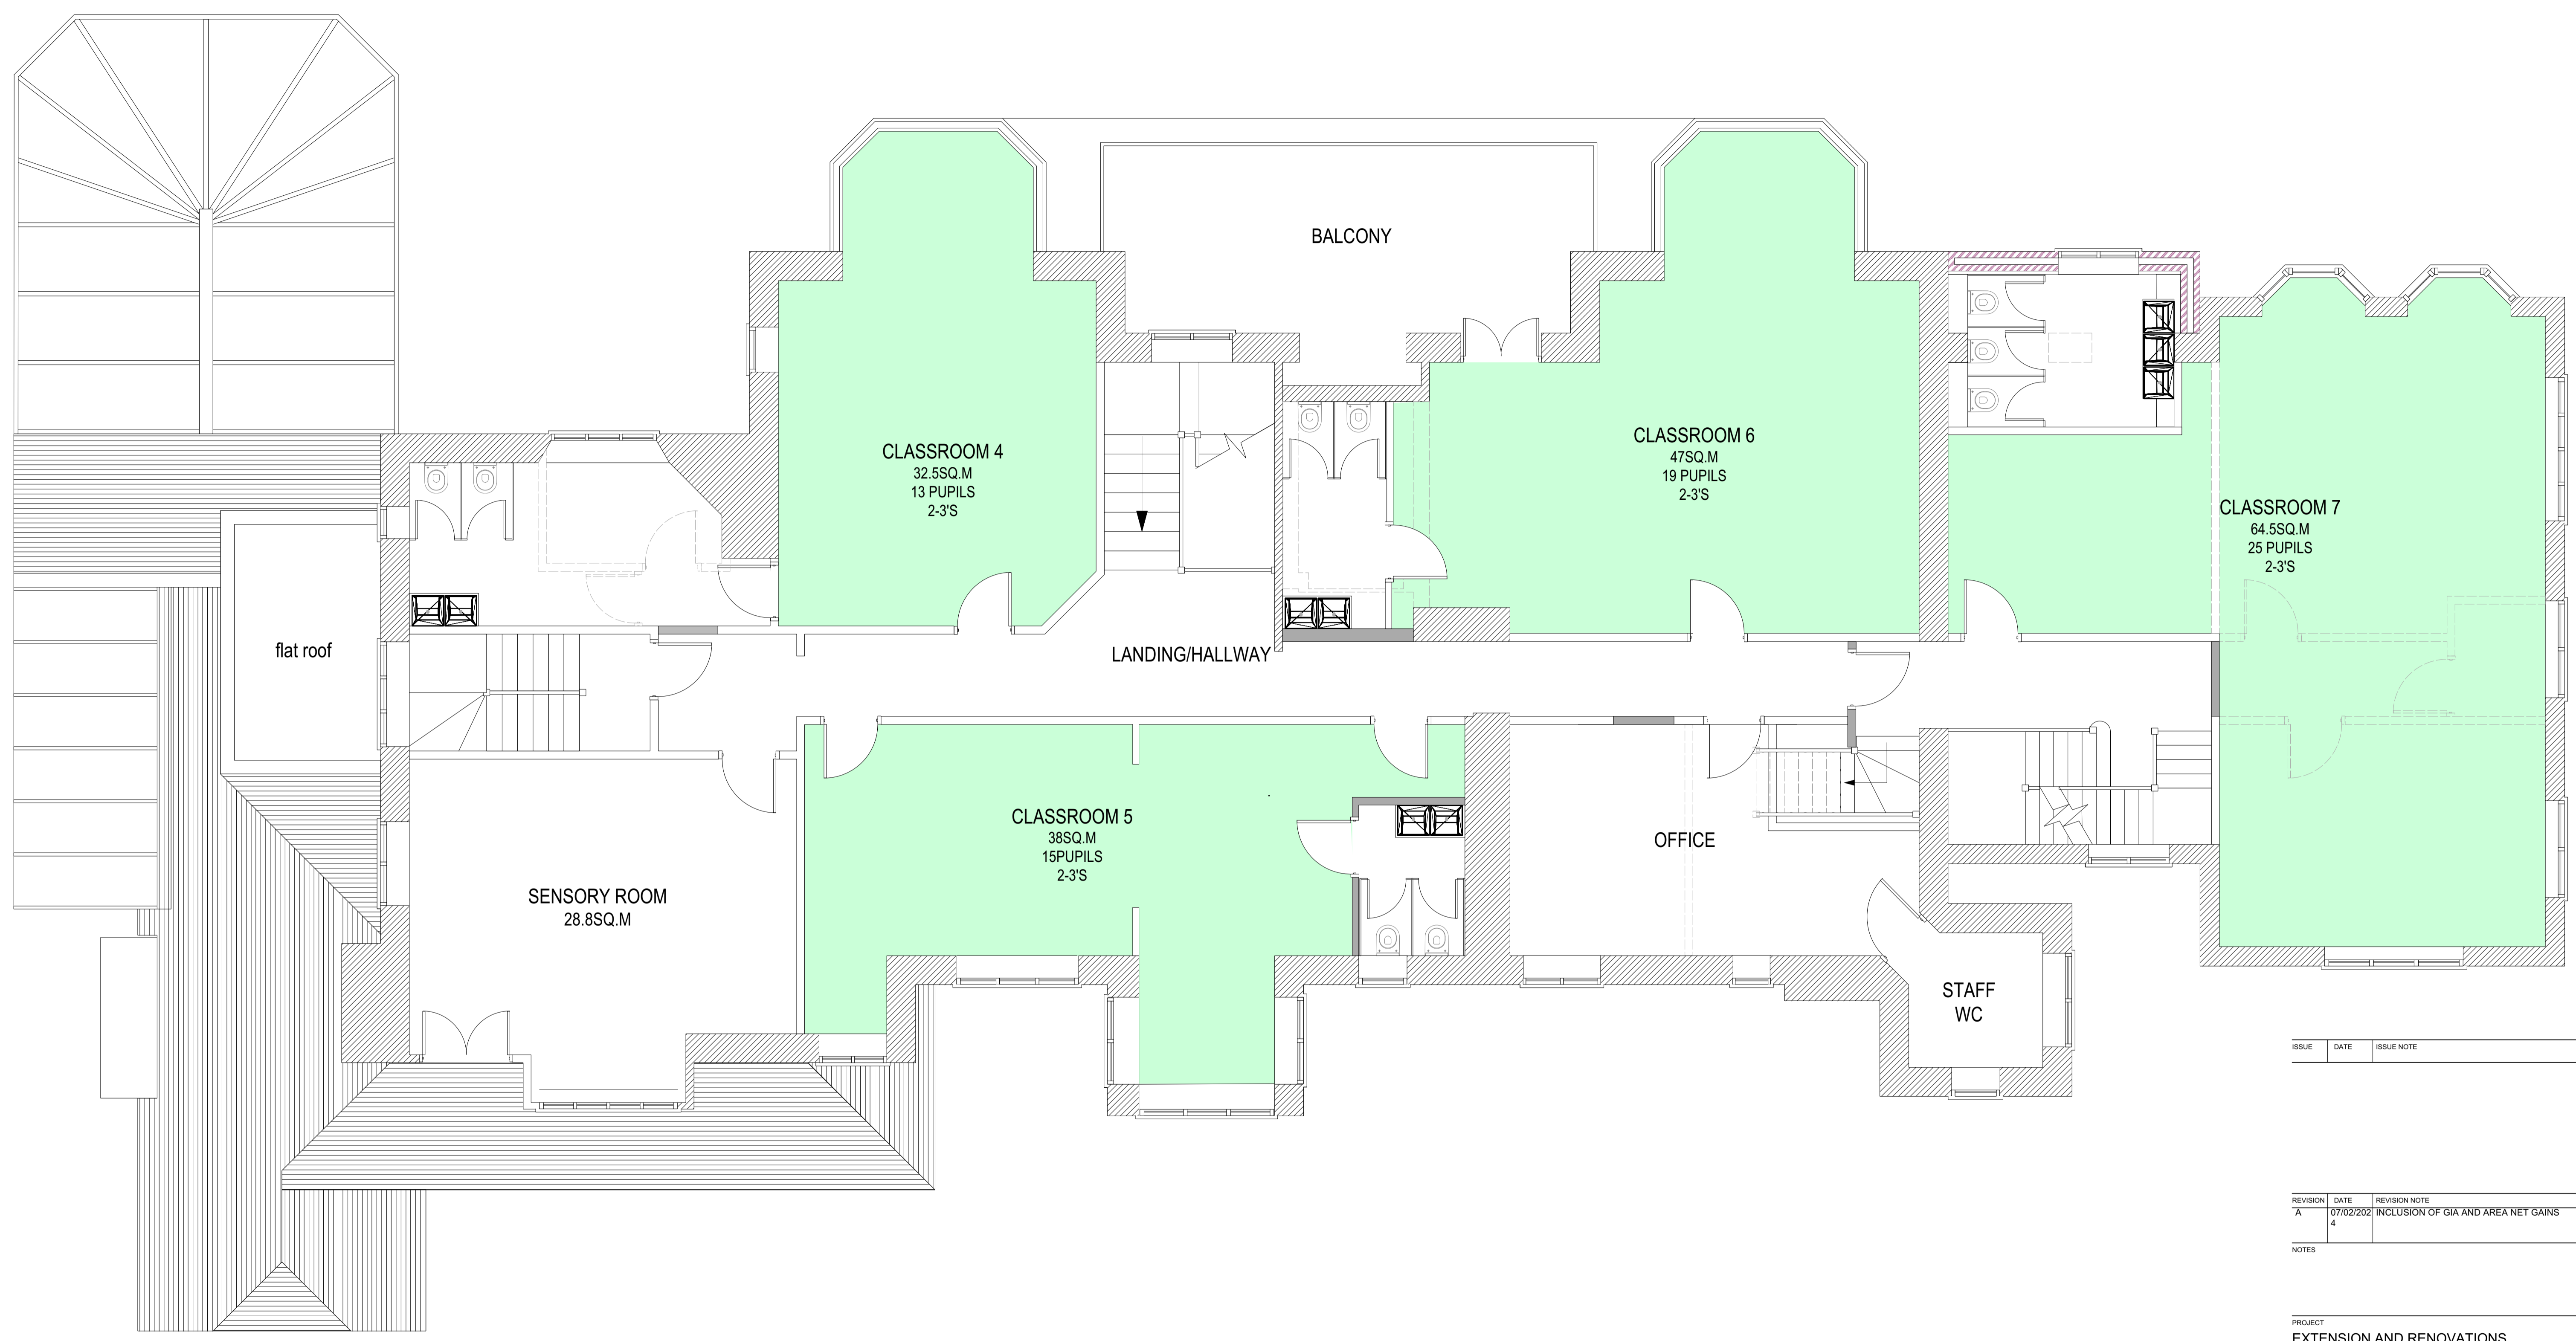 BALCONY
CLASSROOM 4
32.5SQ.M
13 PUPILS
2-3'S
CLASSROOM 6
47SQ.M
19 PUPILS
2-3'S
CLASSROOM 7
64.5SQ.M
25 PUPILS
2-3'S
flat roof
LANDING/HALLWAY
CLASSROOM 5
38SQ.M
15PUPILS
2-3'S
OFFICE
SENSORY ROOM
28.8SQ.M
STAFF
WC
ISSUE DATE ISSUE NOTE
REVISION DATE REVISION NOTE
A 07/02/202 INCLUSION OF GIA AND AREA NET GAINS
4
NOTES
PROJECT
EXTENSION AND RENOVATIONS